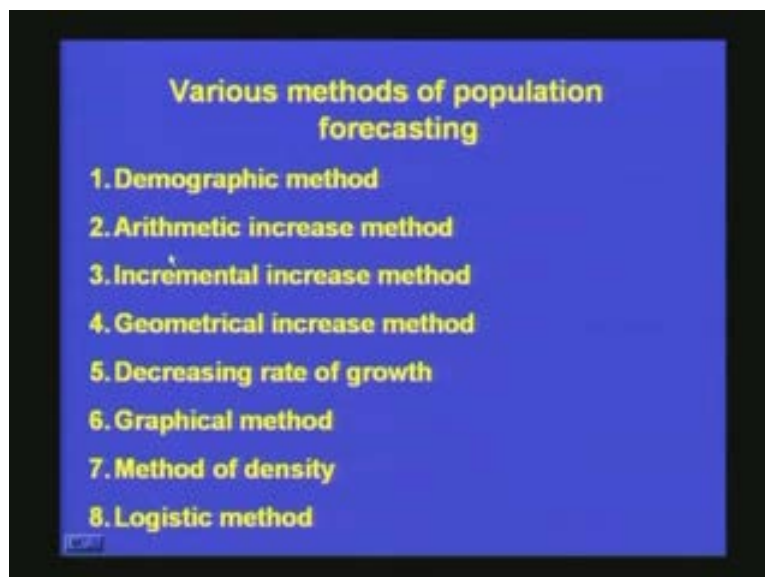 Various methods of population
forecasting
1. Demographic method
2. Arithmetic increase method
3. Incremental increase method
4. Geometrical increase method
5. Decreasing rate of growth
6. Graphical method
7. Method of density
8. Logistic method